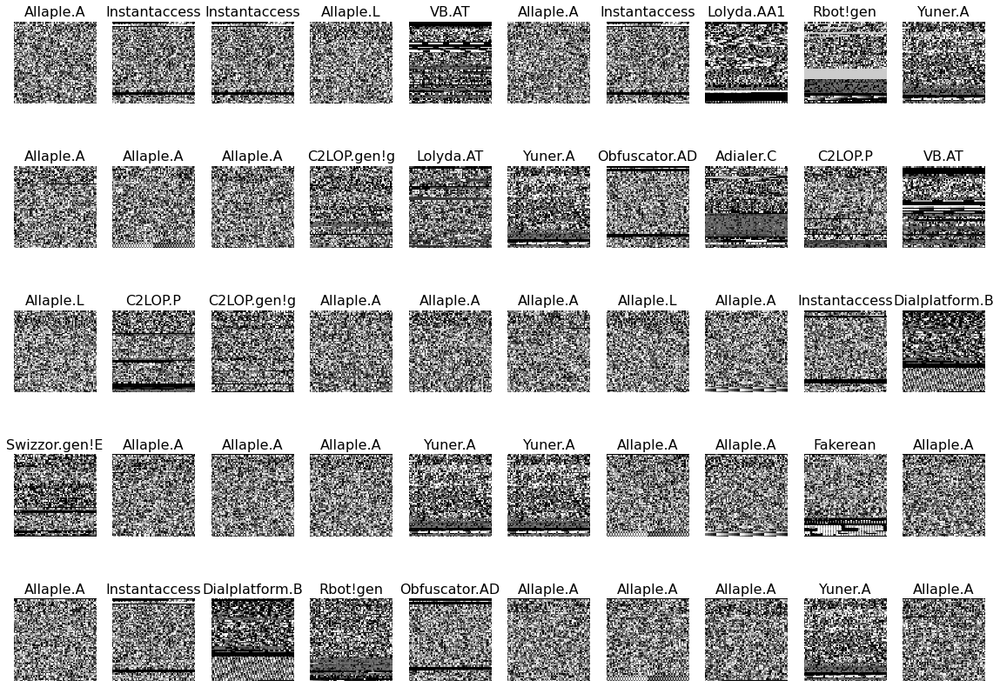 Allaple.A Instantaccess Instantaccess Allaple.L VB.AT Allaple.A Instantaccess Lolyda.AA1 Rbot!gen Yuner.A
Allaple.A Allaple.A Allaple.A C2LOP.gen!g Lolyda.AT Yuner.A Obfuscator.AD Adialer.C C2LOP.P VB.AT
Allaple.L C2LOP.P C2LOP.gen!g Allaple.A Allaple.A Allaple.A Allaple.L Allaple.A Instantaccess Dialplatform.B
Swizzor.gen!E Allaple.A Allaple.A Allaple.A Yuner.A Yuner.A Allaple.A Allaple.A Fakerean Allaple.A
Allaple.A Instantaccess Dialplatform.B Rbot!gen Obfuscator.AD Allaple.A Allaple.A Allaple.A Yuner.A Allaple.A